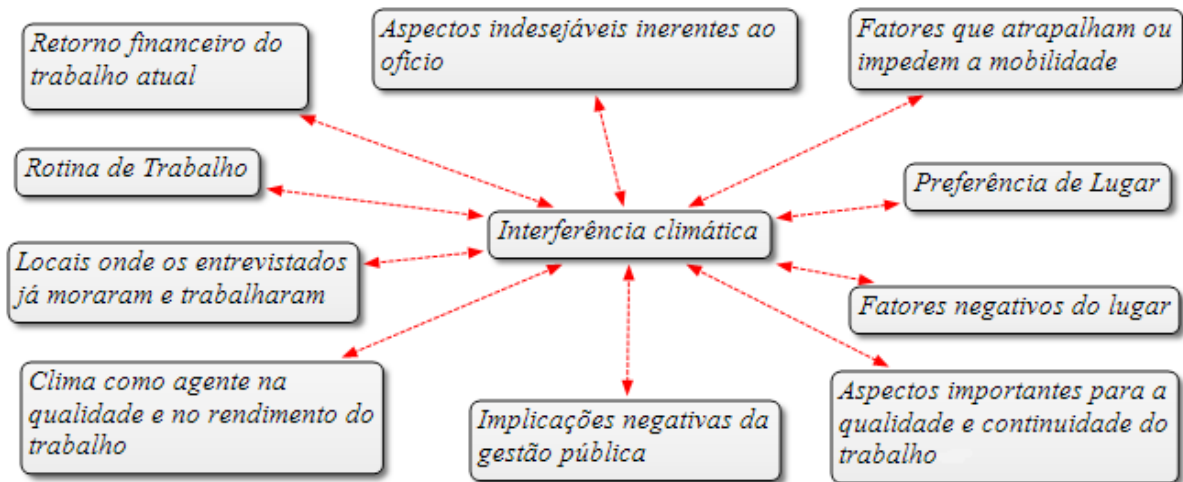 Retorno financeiro do
trabalho atual
Aspectos indesejáveis inerentes ao
ofício
Fatores que atrapalham ou
impedem a mobilidade
Rotina de Trabalho
Preferência de Lugar
Interferência climática
Locais onde os entrevistados
já moraram e trabalharam
Fatores negativos do lugar
Clima como agente na
qualidade e no rendimento do
trabalho
Implicações negativas da
gestão pública
Aspectos importantes para a
qualidade e continuidade do
trabalho